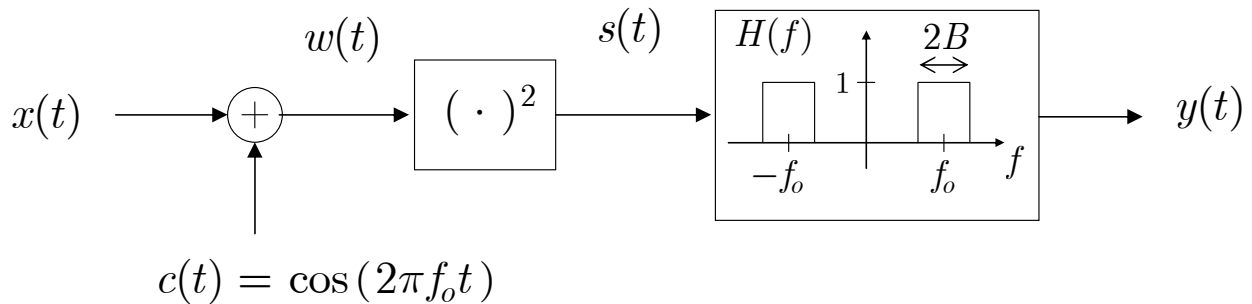 w(t)
s(t)
H(f)
2B
x(t)
+
( · )²
1
y(t)
−fₒ
fₒ
f
c(t) = cos(2πfₒt)